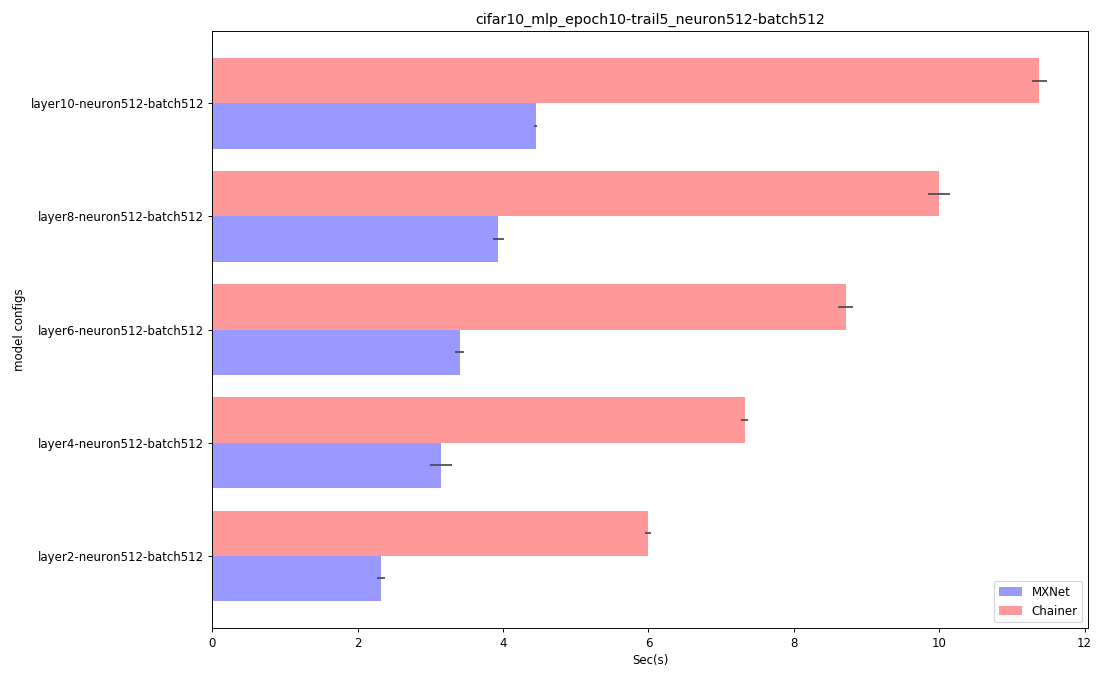 cifar10_mlp_epoch10-trail5_neuron512-batch512
model configs
layer10-neuron512-batch512
layer8-neuron512-batch512
layer6-neuron512-batch512
layer4-neuron512-batch512
layer2-neuron512-batch512
MXNet
Chainer
0 2 4 6 8 10 12
Sec(s)